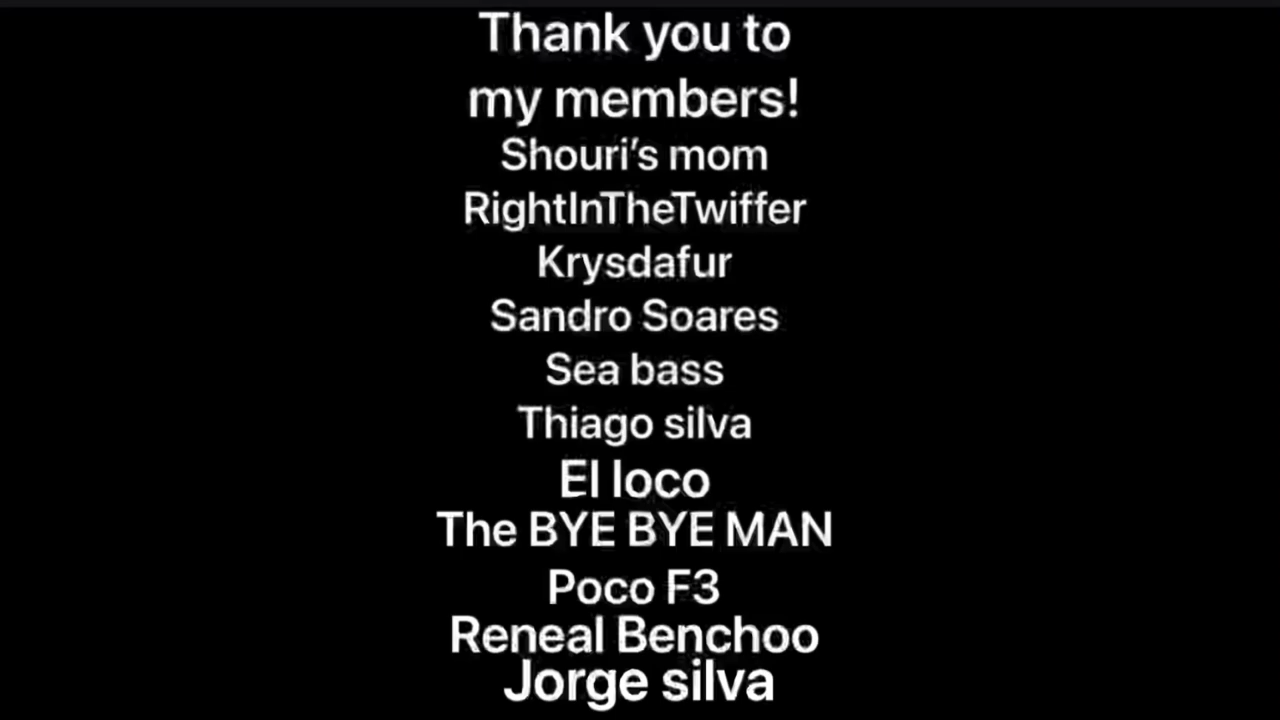 Thank you to
my members!
Shouri's mom
RightInTheTwiffer
Krysdafur
Sandro Soares
Sea bass
Thiago silva
El loco
The BYE BYE MAN
Poco F3
Reneal Benchoo
Jorge silva